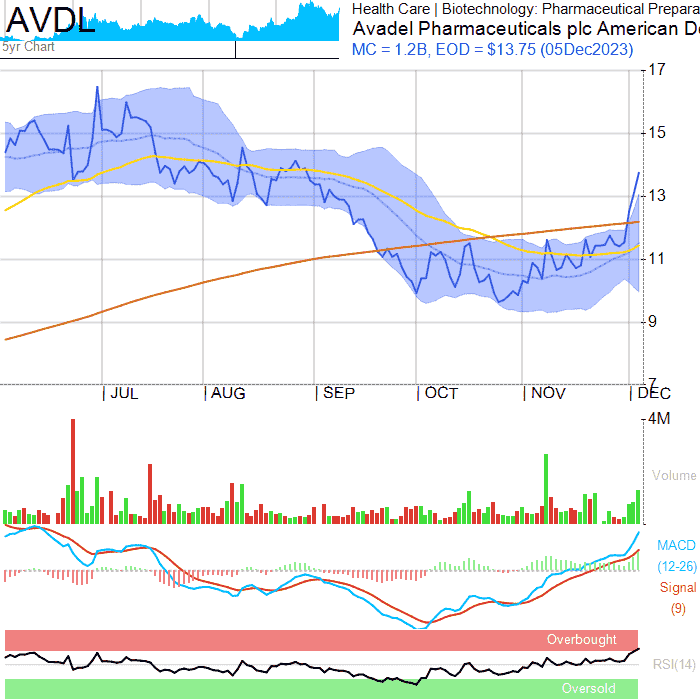 AVDL
5yr Chart
Health Care | Biotechnology: Pharmaceutical Prepara
Avadel Pharmaceuticals plc American De
MC = 1.2B, EOD = $13.75 (05Dec2023)
17
15
13
11
9
7
JUL
AUG
SEP
OCT
NOV
DEC
4M
Volume
MACD
(12-26)
Signal
(9)
Overbought
RSI(14)
Oversold